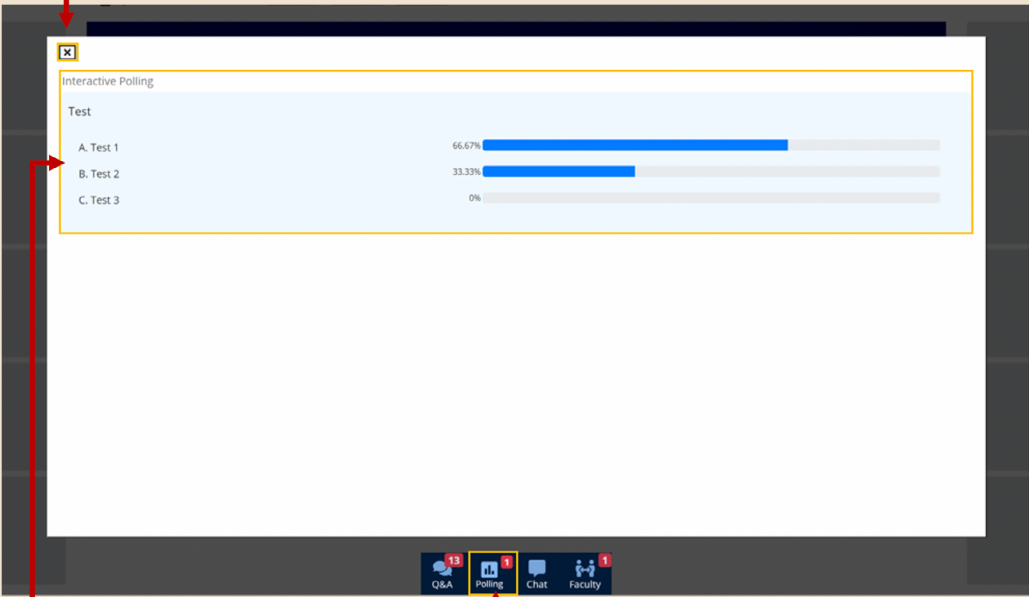 Interactive Polling
Test
A. Test 1 66.67%
B. Test 2 33.33%
C. Test 3 0%
13 1 1
Q&A Polling Chat Faculty